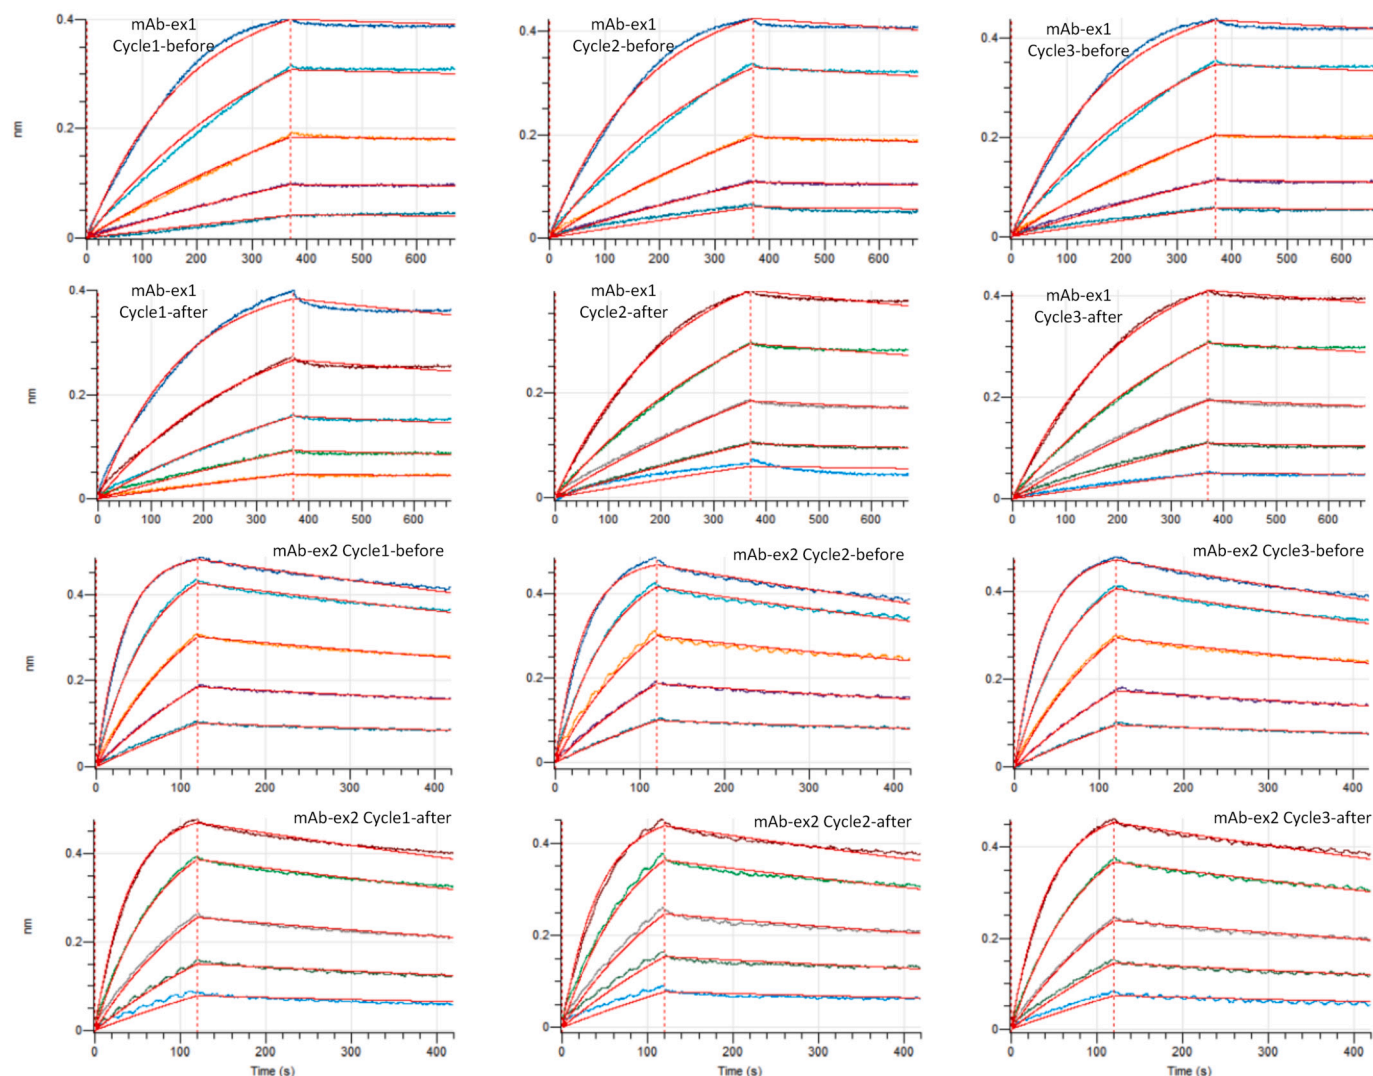 mAb-ex1
Cycle1-before
0.4
0.2
0
nm
0 100 200 300 400 500 600
mAb-ex1
Cycle2-before
0.4
0.2
0
0 100 200 300 400 500 600
mAb-ex1
Cycle3-before
0.4
0.2
0
0 100 200 300 400 500 600
mAb-ex1
Cycle1-after
0.4
0.2
0
nm
0 100 200 300 400 500 600
mAb-ex1
Cycle2-after
0.2
0
0 100 200 300 400 500 600
mAb-ex1
Cycle3-after
0.4
0.2
0
0 100 200 300 400 500 600
mAb-ex2 Cycle1-before
0.4
0.2
0
nm
0 100 200 300 400
mAb-ex2 Cycle2-before
0.4
0.2
0
0 100 200 300 400
mAb-ex2 Cycle3-before
0.4
0.2
0
0 100 200 300 400
mAb-ex2 Cycle1-after
0.4
0.2
0
nm
0 100 200 300 400
Time (s)
mAb-ex2 Cycle2-after
0.4
0.2
0
0 100 200 300 400
Time (s)
mAb-ex2 Cycle3-after
0.4
0.2
0
0 100 200 300 400
Time (s)